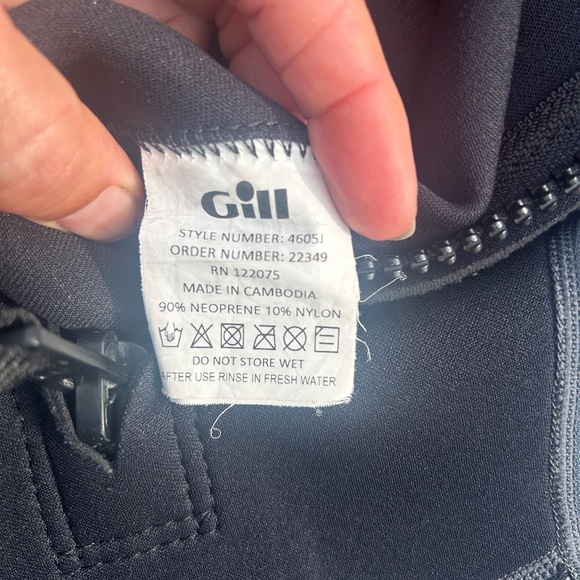 Gill
STYLE NUMBER: 4605J
ORDER NUMBER: 22349
RN 122075
MADE IN CAMBODIA
90% NEOPRENE 10% NYLON
DO NOT STORE WET
AFTER USE RINSE IN FRESH WATER